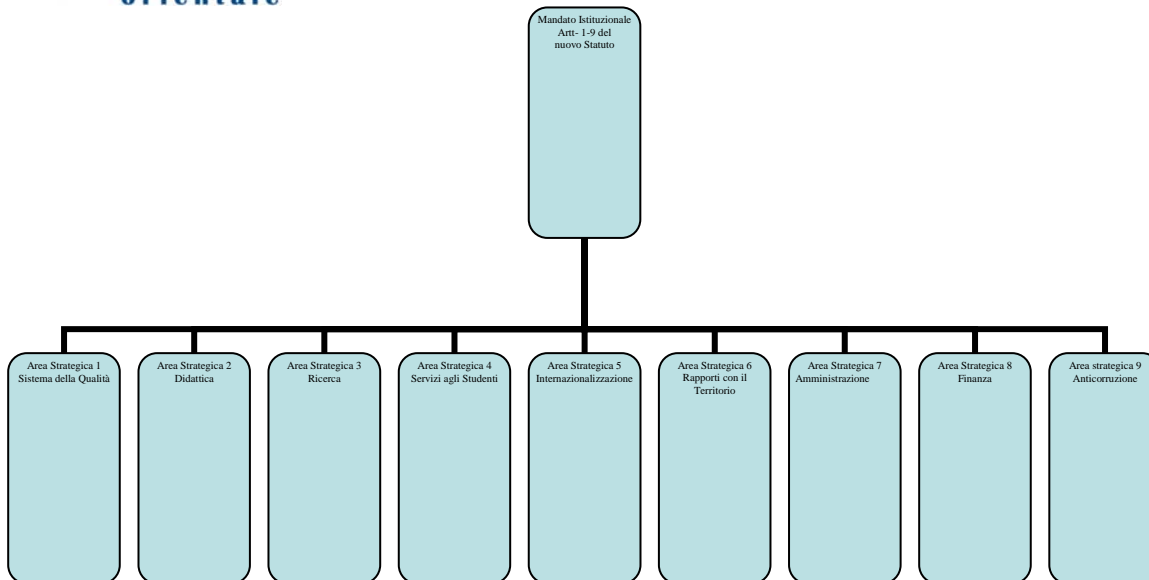 orientale
Mandato Istituzionale
Artt- 1-9 del
nuovo Statuto
Area Strategica 1
Sistema della Qualità
Area Strategica 2
Didattica
Area Strategica 3
Ricerca
Area Strategica 4
Servizi agli Studenti
Area Strategica 5
Internazionalizzazione
Area Strategica 6
Rapporti con il
Territorio
Area Strategica 7
Amministrazione
Area Strategica 8
Finanza
Area strategica 9
Anticorruzione